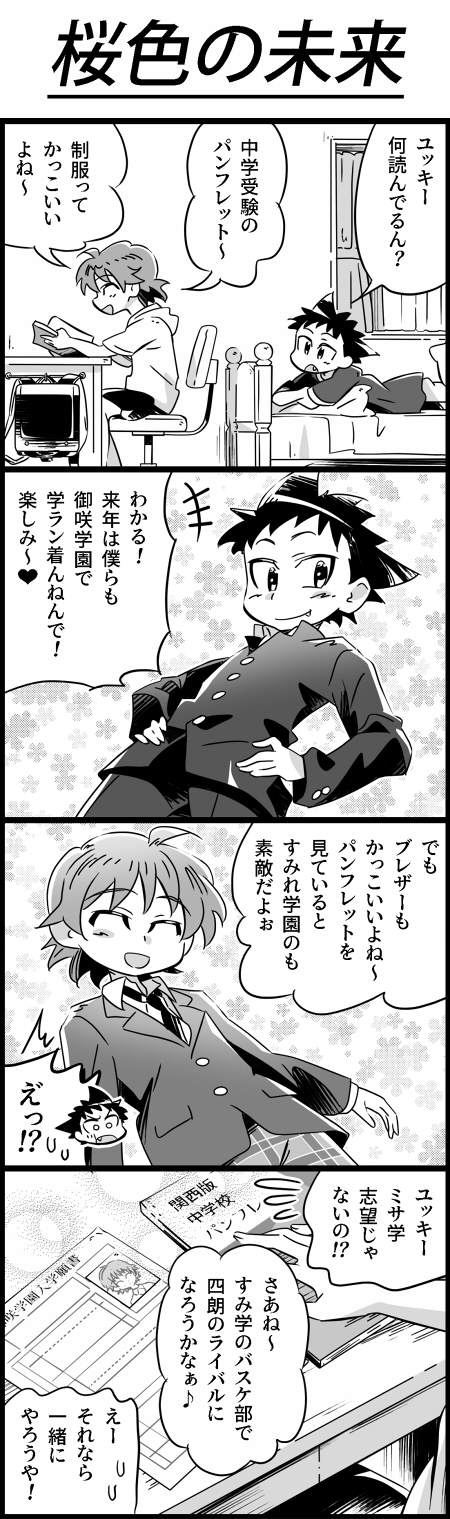 桜色の未来
ユッキー
何読んでるん?
中学受験の
パンフレット〜
制服って
かっこいい
よね〜
わかる!
来年は僕らも
御咲学園で
学ラン着んねんで!
楽しみ〜♥
でも
ブレザーも
かっこいいよね〜
パンフレットを
見ていると
すみれ学園のも
素敵だよぉ
えっ!?
ユッキー
ミサ学
志望じゃ
ないの!?
関西版
中学校
パンフレ
咲学園入学願書
さあね〜
すみ学のバスケ部で
四朗のライバルに
なろうかなぁ♪
えー
それなら
一緒に
やろうや!